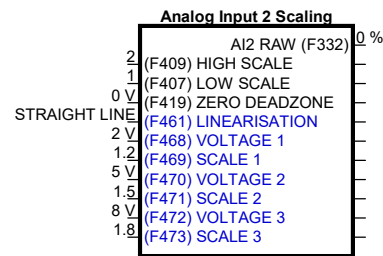 Analog Input 2 Scaling
AI2 RAW (F332) 0 %
2 (F409) HIGH SCALE
1 (F407) LOW SCALE
0 V (F419) ZERO DEADZONE
STRAIGHT LINE (F461) LINEARISATION
2 V (F468) VOLTAGE 1
1.2 (F469) SCALE 1
5 V (F470) VOLTAGE 2
1.5 (F471) SCALE 2
8 V (F472) VOLTAGE 3
1.8 (F473) SCALE 3